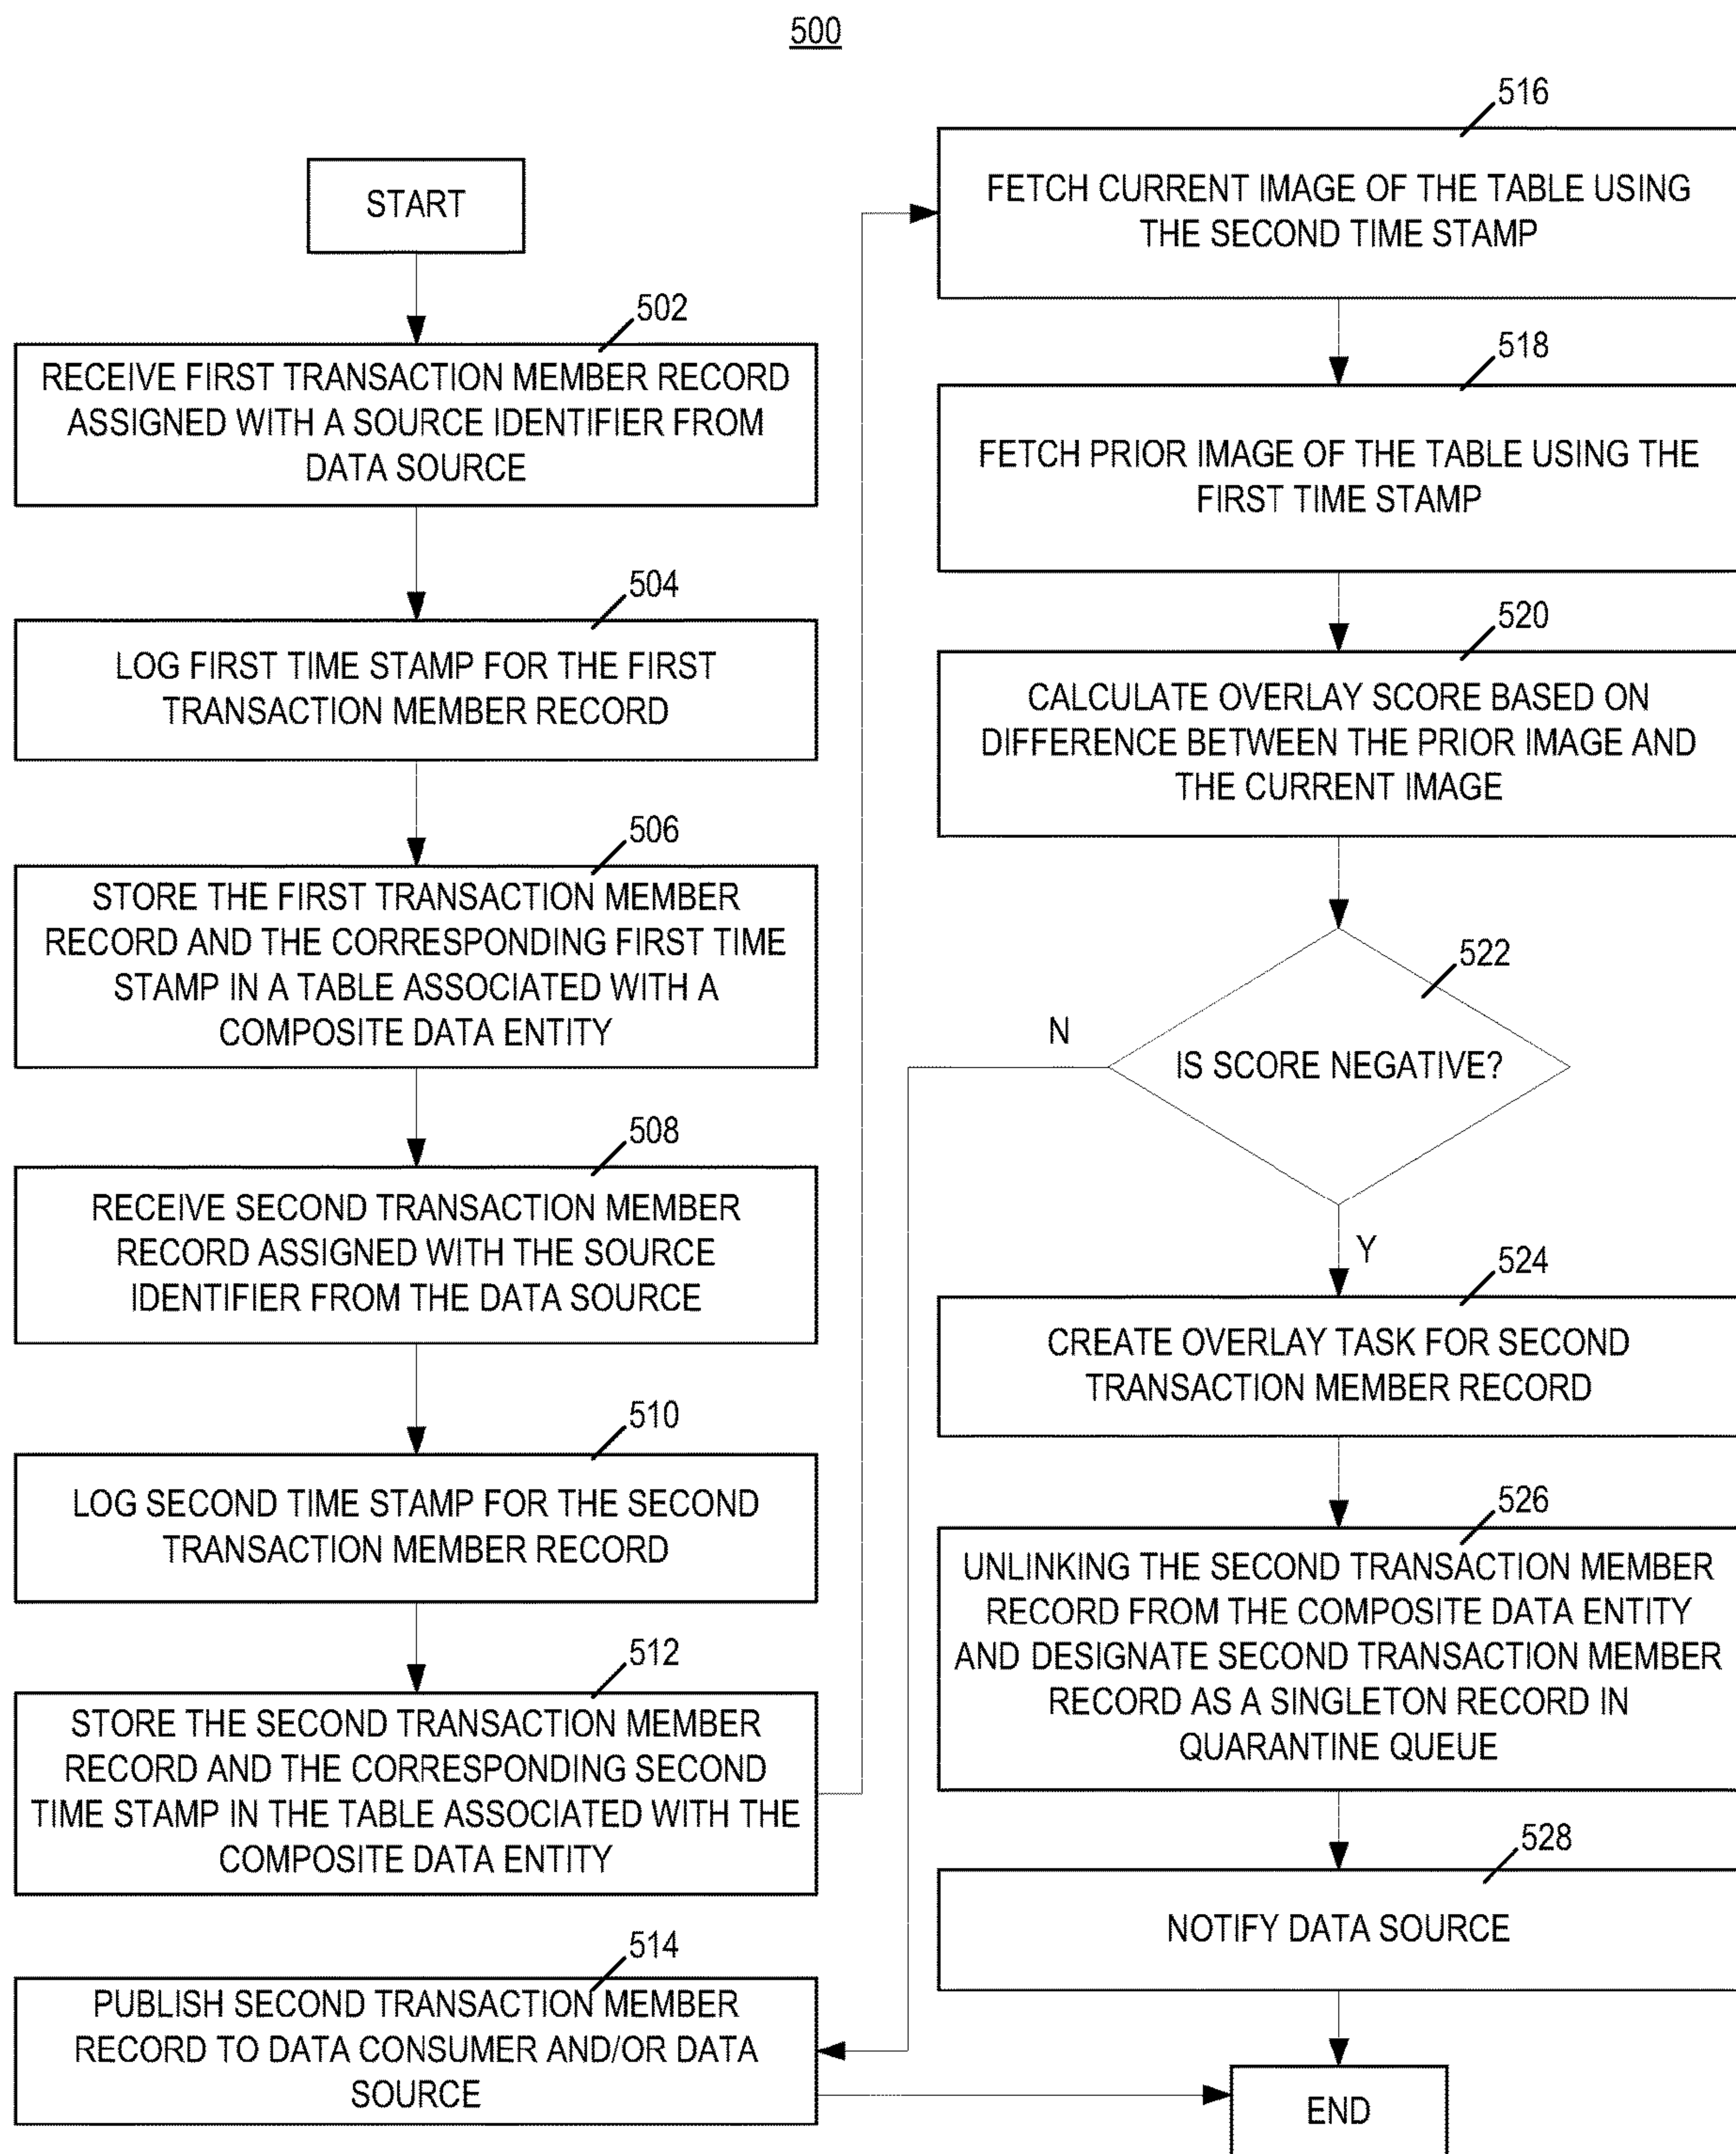 500
START
502
RECEIVE FIRST TRANSACTION MEMBER RECORD
ASSIGNED WITH A SOURCE IDENTIFIER FROM
DATA SOURCE
504
LOG FIRST TIME STAMP FOR THE FIRST
TRANSACTION MEMBER RECORD
506
STORE THE FIRST TRANSACTION MEMBER
RECORD AND THE CORRESPONDING FIRST TIME
STAMP IN A TABLE ASSOCIATED WITH A
COMPOSITE DATA ENTITY
508
RECEIVE SECOND TRANSACTION MEMBER
RECORD ASSIGNED WITH THE SOURCE
IDENTIFIER FROM THE DATA SOURCE
510
LOG SECOND TIME STAMP FOR THE SECOND
TRANSACTION MEMBER RECORD
512
STORE THE SECOND TRANSACTION MEMBER
RECORD AND THE CORRESPONDING SECOND
TIME STAMP IN THE TABLE ASSOCIATED WITH THE
COMPOSITE DATA ENTITY
514
PUBLISH SECOND TRANSACTION MEMBER
RECORD TO DATA CONSUMER AND/OR DATA
SOURCE
516
FETCH CURRENT IMAGE OF THE TABLE USING
THE SECOND TIME STAMP
518
FETCH PRIOR IMAGE OF THE TABLE USING THE
FIRST TIME STAMP
520
CALCULATE OVERLAY SCORE BASED ON
DIFFERENCE BETWEEN THE PRIOR IMAGE AND
THE CURRENT IMAGE
522
N
IS SCORE NEGATIVE?
Y
524
CREATE OVERLAY TASK FOR SECOND
TRANSACTION MEMBER RECORD
526
UNLINKING THE SECOND TRANSACTION MEMBER
RECORD FROM THE COMPOSITE DATA ENTITY
AND DESIGNATE SECOND TRANSACTION MEMBER
RECORD AS A SINGLETON RECORD IN
QUARANTINE QUEUE
528
NOTIFY DATA SOURCE
END